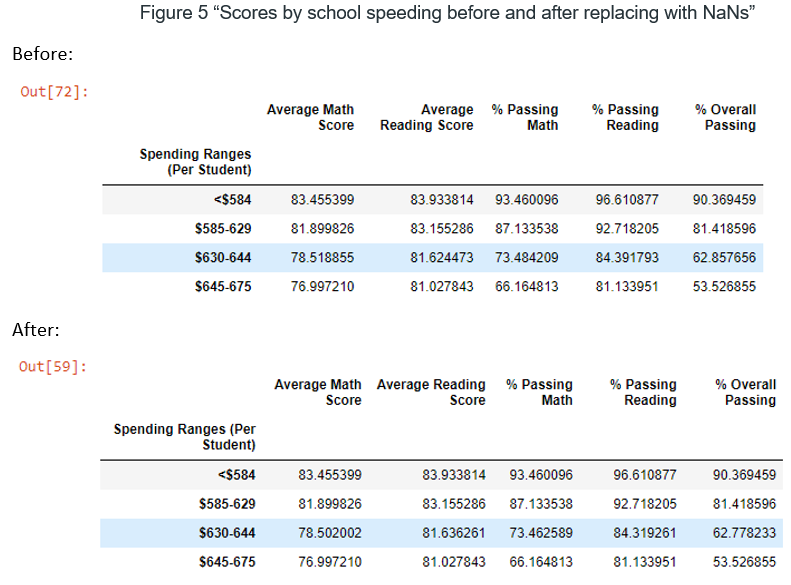 Figure 5 “Scores by school speeding before and after replacing with NaNs”
Before:
Out[72]:
Average Math Score Average Reading Score % Passing Math % Passing Reading % Overall Passing
Spending Ranges (Per Student)
<$584 83.455399 83.933814 93.460096 96.610877 90.369459
$585-629 81.899826 83.155286 87.133538 92.718205 81.418596
$630-644 78.518855 81.624473 73.484209 84.391793 62.857656
$645-675 76.997210 81.027843 66.164813 81.133951 53.526855
After:
Out[59]:
Average Math Score Average Reading Score % Passing Math % Passing Reading % Overall Passing
Spending Ranges (Per Student)
<$584 83.455399 83.933814 93.460096 96.610877 90.369459
$585-629 81.899826 83.155286 87.133538 92.718205 81.418596
$630-644 78.502002 81.636261 73.462589 84.319261 62.778233
$645-675 76.997210 81.027843 66.164813 81.133951 53.526855